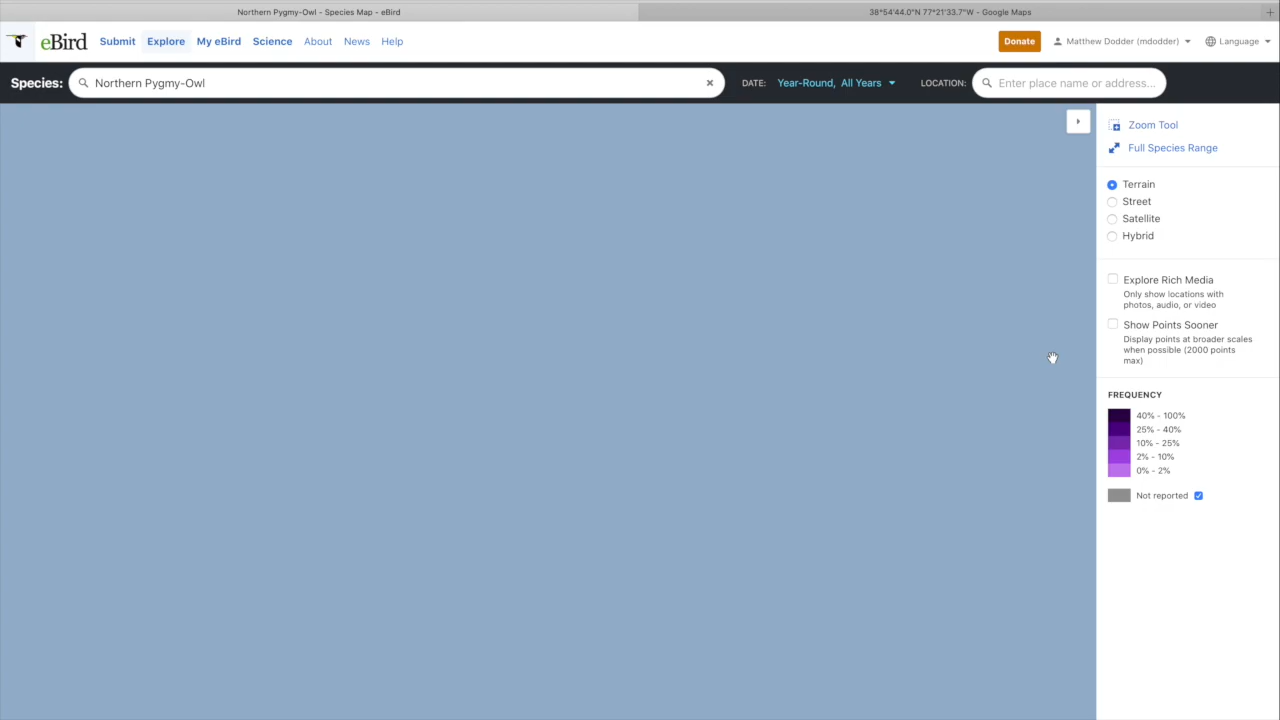 Northern Pygmy-Owl - Species Map - eBird
38°54'44.0"N 77°21'33.7"W - Google Maps
eBird Submit Explore My eBird Science About News Help Donate Matthew Dodder (mdodder) Language
Species: Northern Pygmy-Owl DATE: Year-Round, All Years LOCATION: Enter place name or address...
Zoom Tool
Full Species Range
Terrain
Street
Satellite
Hybrid
Explore Rich Media
Only show locations with
photos, audio, or video
Show Points Sooner
Display points at broader scales
when possible (2000 points
max)
FREQUENCY
40% - 100%
25% - 40%
10% - 25%
2% - 10%
0% - 2%
Not reported